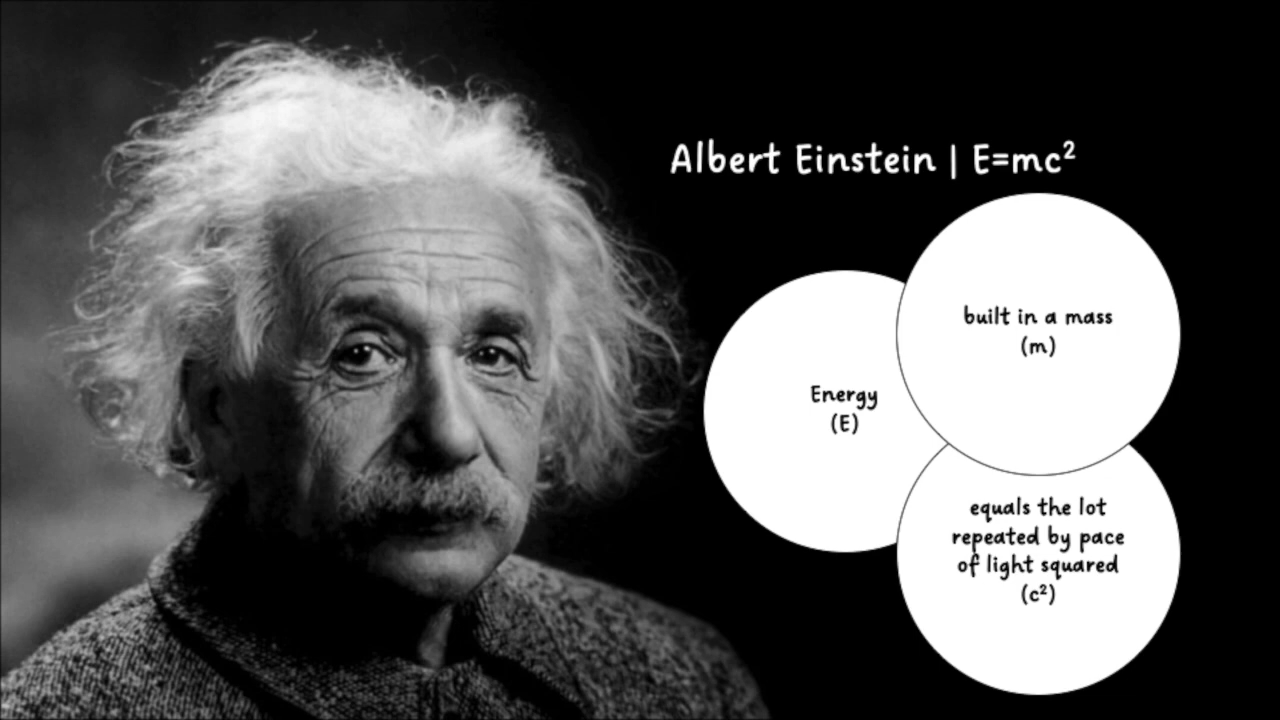 Albert Einstein | E=mc²
Energy
(E)
built in a mass
(m)
equals the lot
repeated by pace
of light squared
(c²)